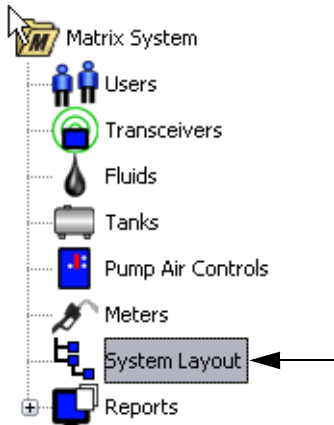 Matrix System
Users
Transceivers
Fluids
Tanks
Pump Air Controls
Meters
System Layout
Reports